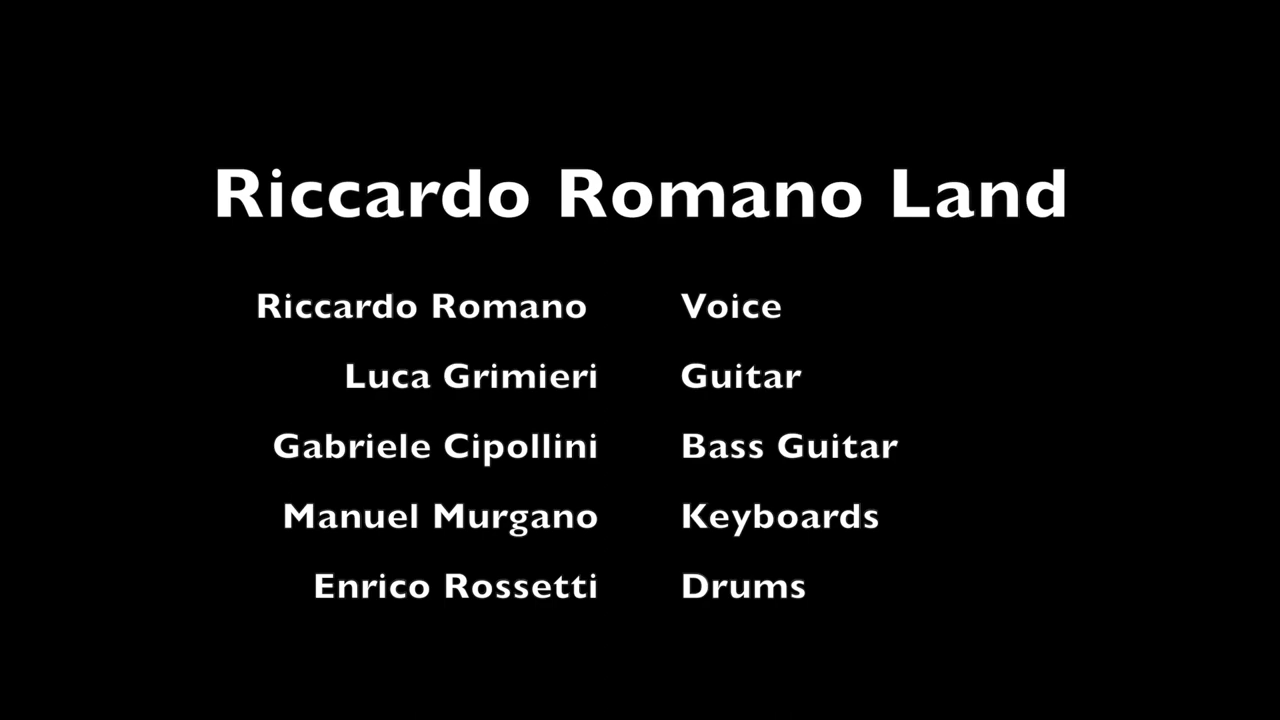 Riccardo Romano Land
Riccardo Romano Voice
Luca Grimieri Guitar
Gabriele Cipollini Bass Guitar
Manuel Murgano Keyboards
Enrico Rossetti Drums